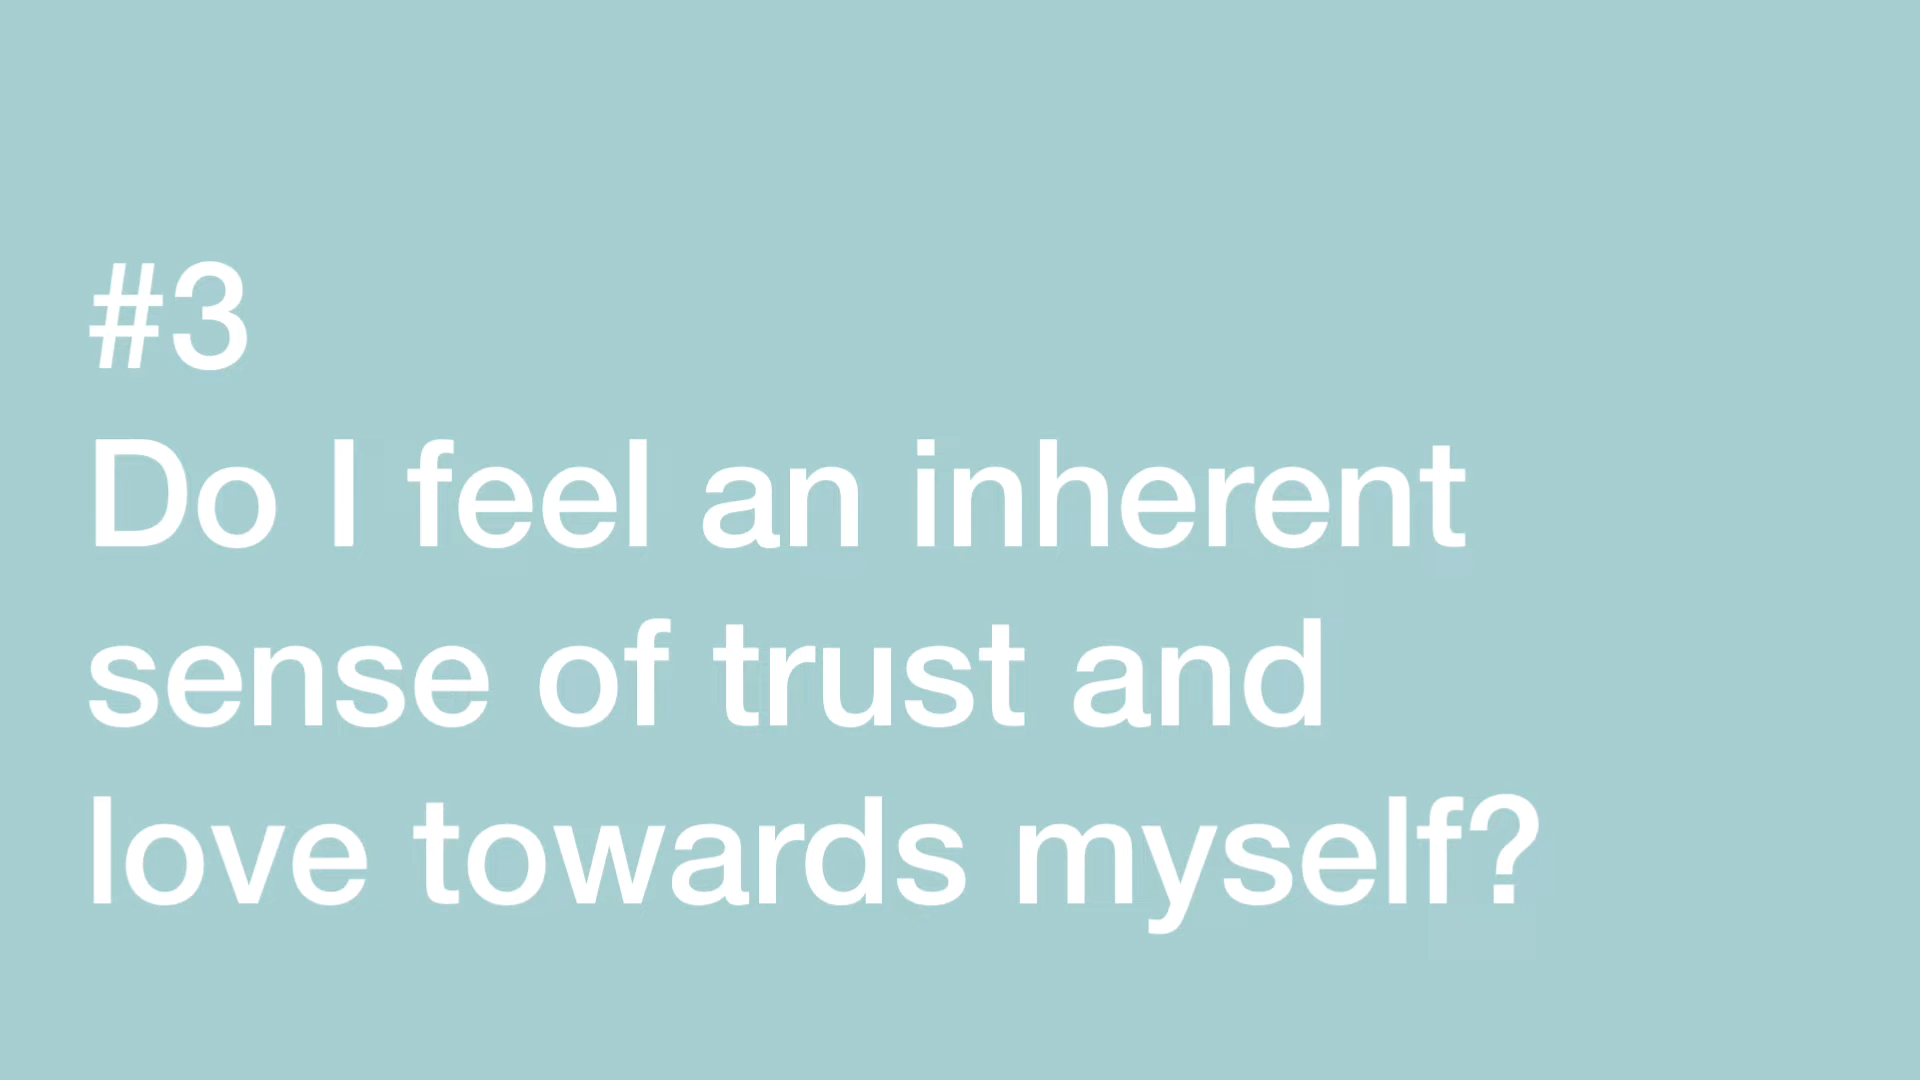 #3
Do I feel an inherent
sense of trust and
love towards myself?